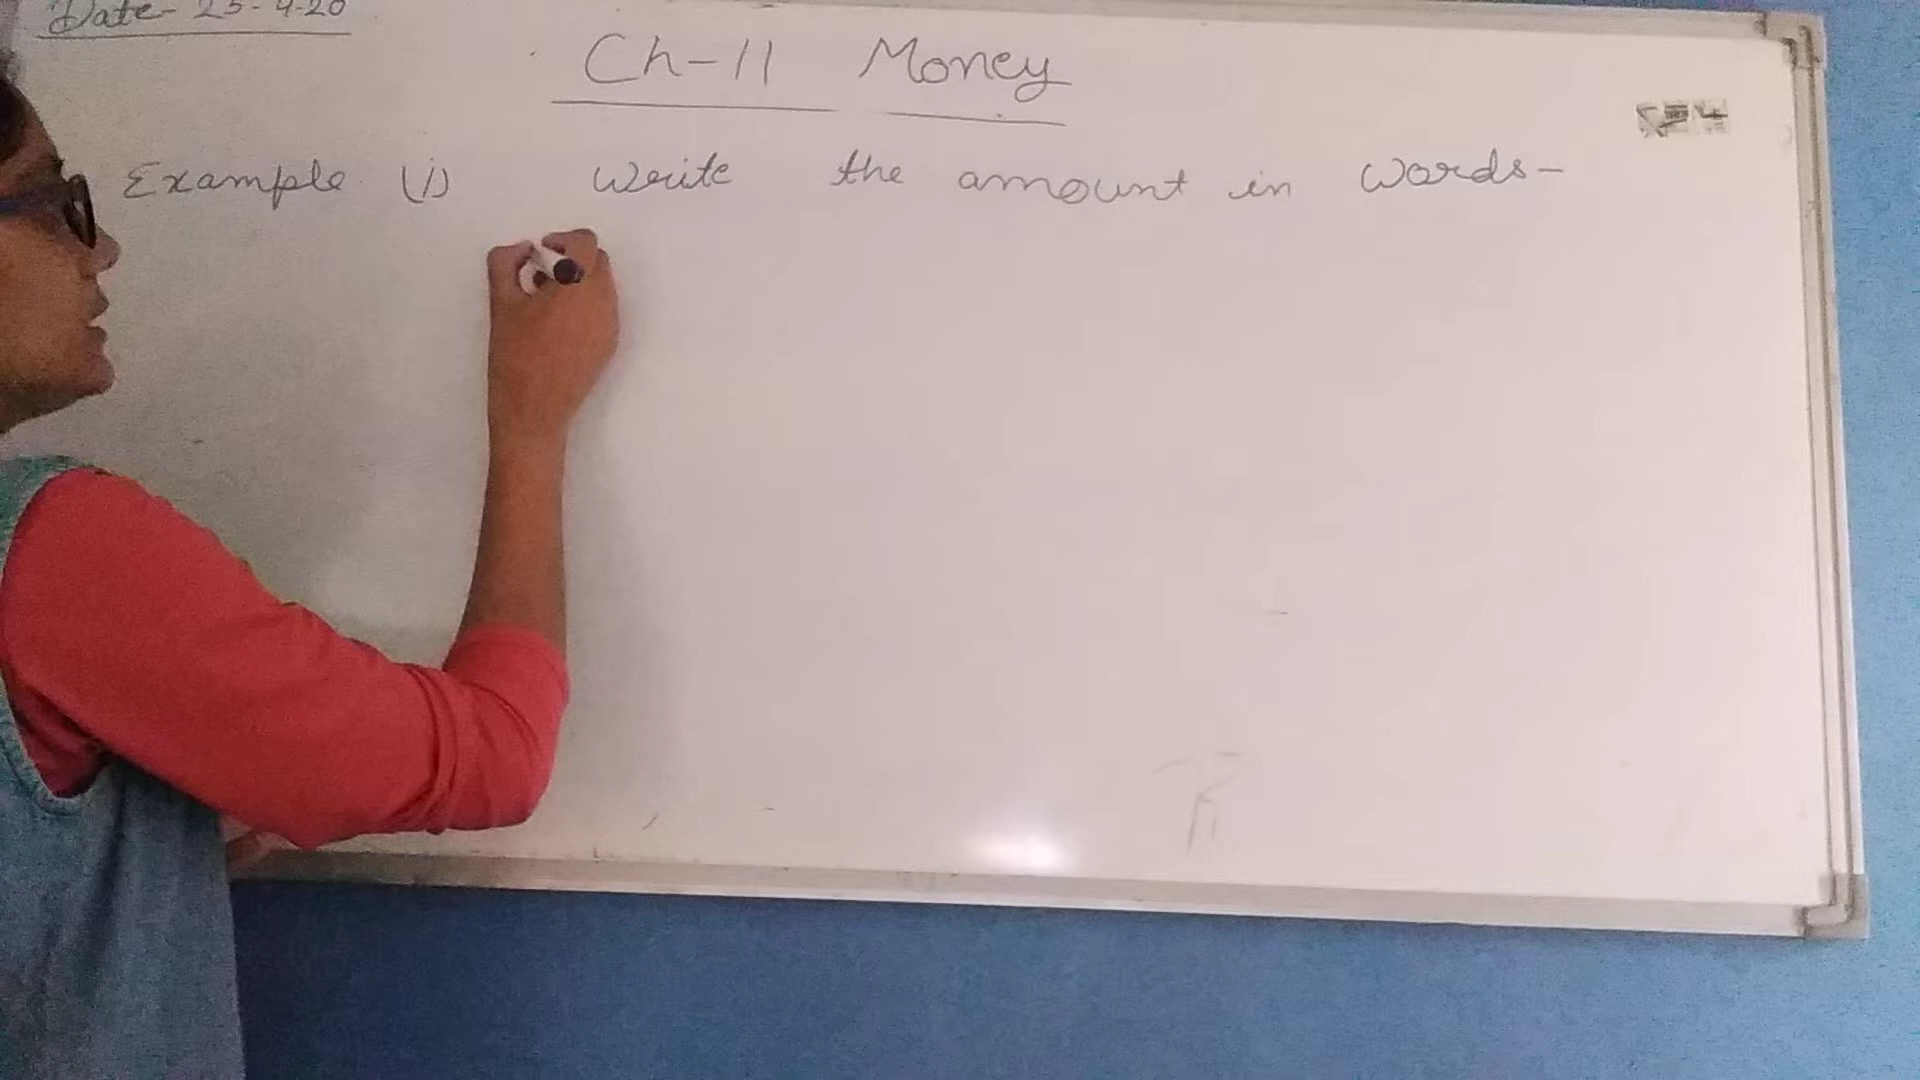 Date- 25-4-20
Ch-11 Money
Example (i) Write the amount in words-